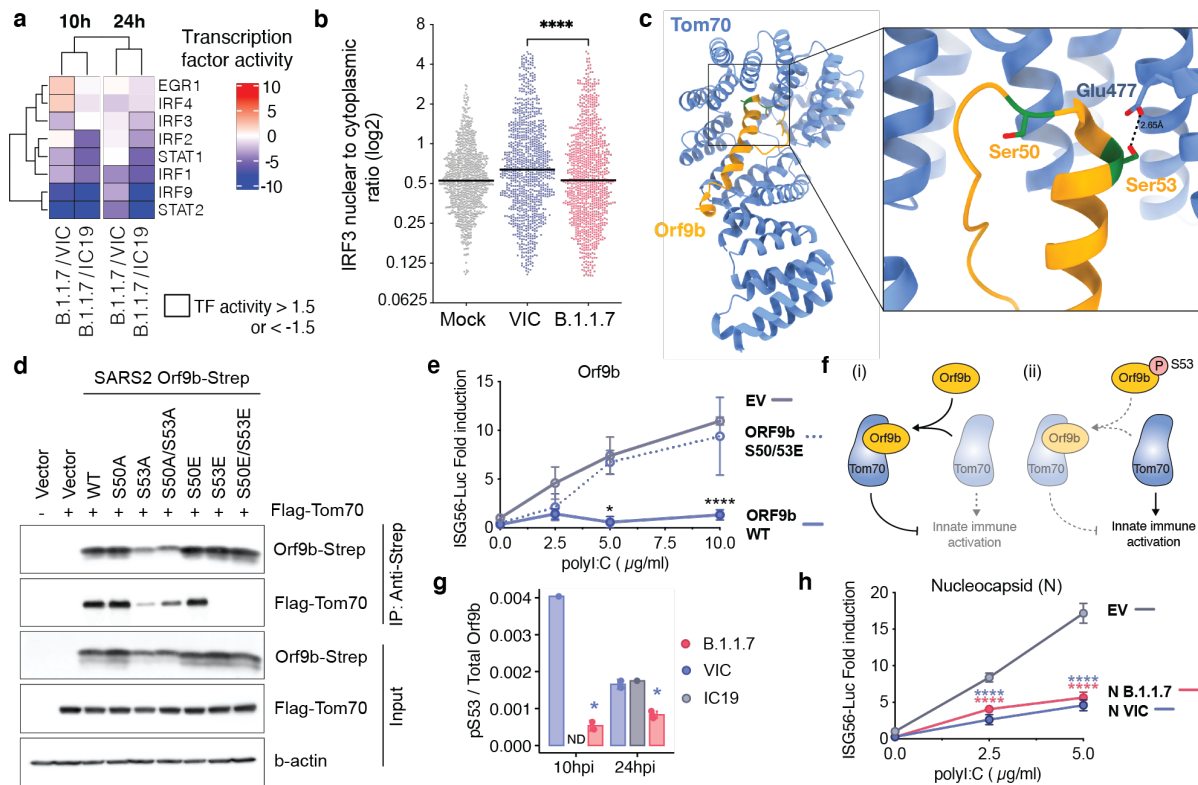 a
10h 24h
Transcription
factor activity
10
5
0
-5
-10
EGR1
IRF4
IRF3
IRF2
STAT1
IRF1
IRF9
STAT2
B.1.1.7 / VIC
B.1.1.7 / IC19
B.1.1.7 / VIC
B.1.1.7 / IC19
TF activity > 1.5
or < -1.5
b
IRF3 nuclear to cytoplasmic
ratio (log2)
8
4
2
1
0.5
0.25
0.125
0.0625
****
Mock VIC B.1.1.7
c
Tom70
Orf9b
Glu477
2.65Å
Ser50
Ser53
d
SARS2 Orf9b-Strep
Vector
Vector
WT
S50A
S53A
S50A/S53A
S50E
S53E
S50E/S53E
- + + + + + + + + Flag-Tom70
Orf9b-Strep
Flag-Tom70
IP: Anti-Strep
Orf9b-Strep
Flag-Tom70
b-actin
Input
e
Orf9b
ISG56-Luc Fold induction
15
10
5
0
0.0 2.5 5.0 7.5 10.0
polyI:C ( µg/ml)
* ****
EV
ORF9b
S50/53E
ORF9b
WT
f
(i)
Orf9b
Orf9b
Tom70
Tom70
Innate immune
activation
(ii)
Orf9b
P S53
Orf9b
Tom70
Tom70
Innate immune
activation
g
pS53 / Total Orf9b
0.004
0.003
0.002
0.001
0.000
ND * *
10hpi 24hpi
B.1.1.7
VIC
IC19
h
Nucleocapsid (N)
ISG56-Luc Fold induction
20
15
10
5
0
0.0 2.5 5.0
polyI:C ( µg/ml)
**** ****
**** ****
EV
N B.1.1.7
N VIC